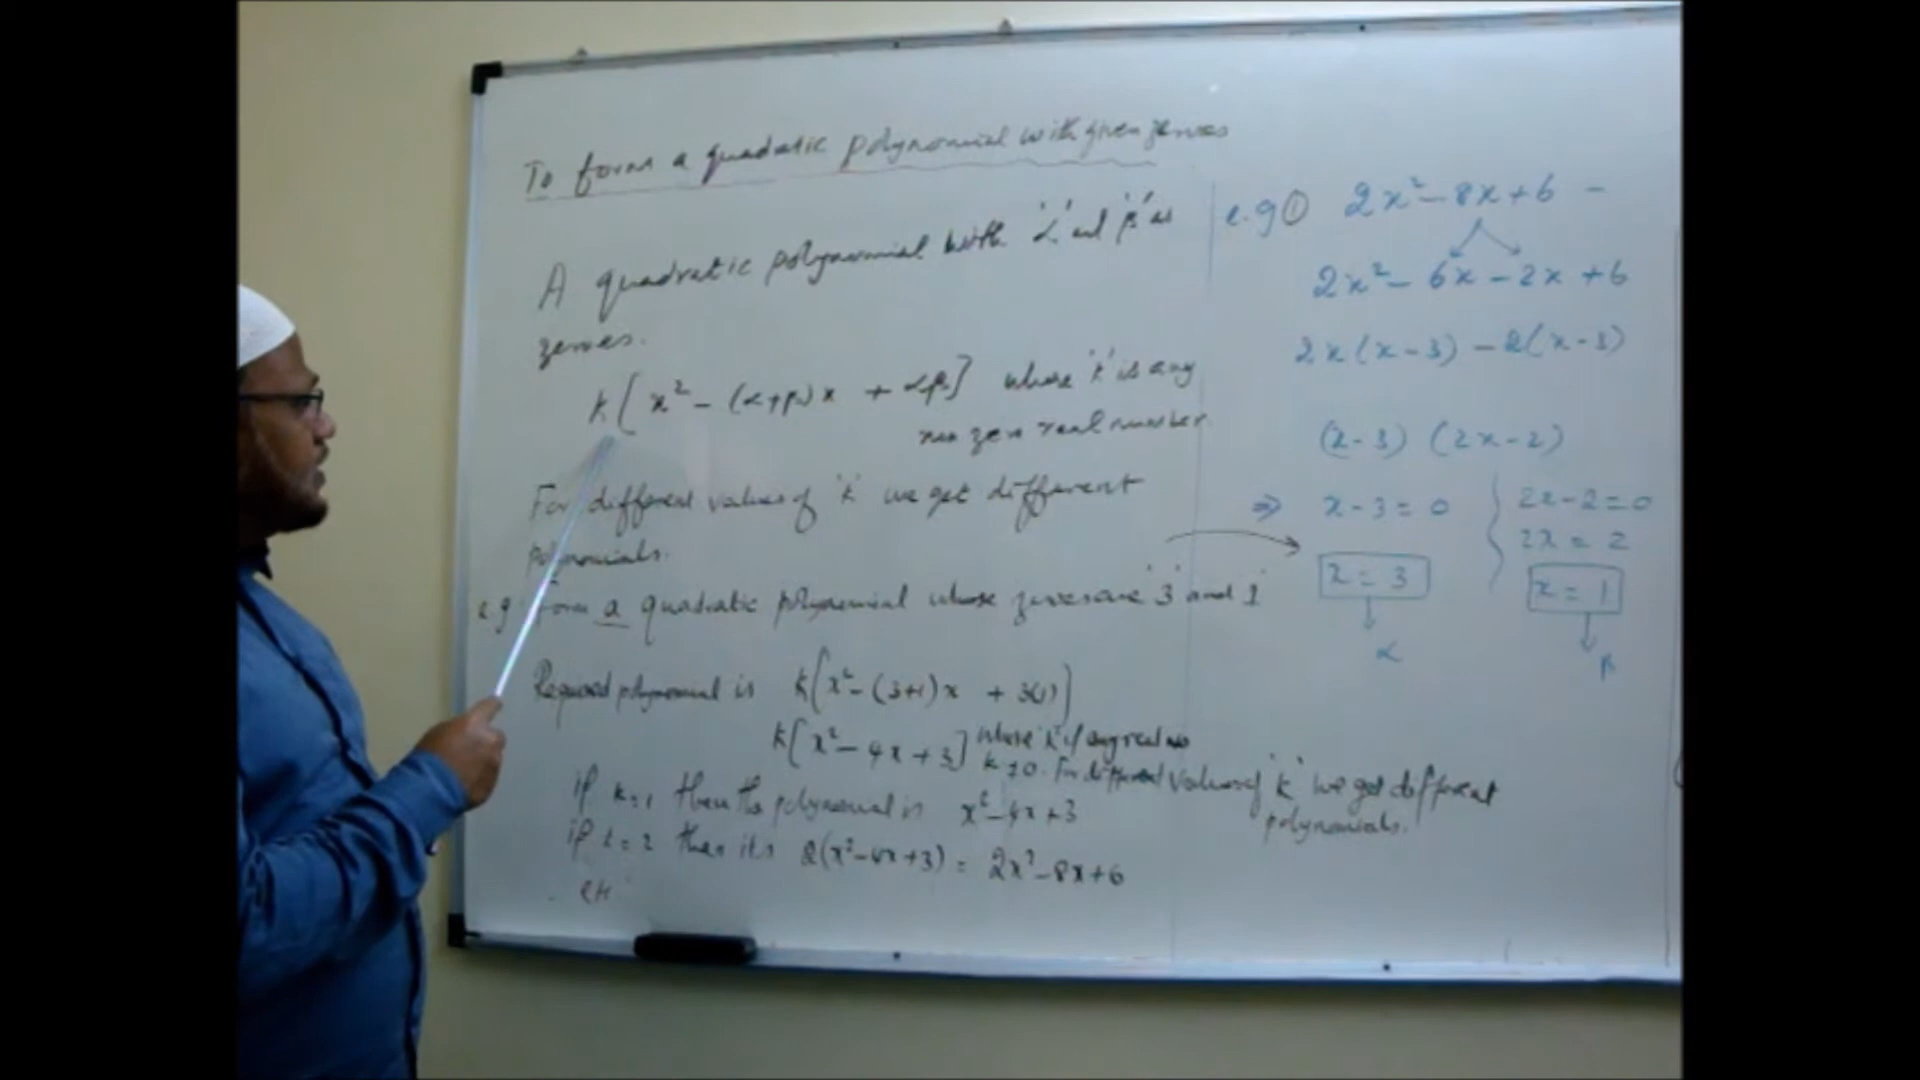 To form a quadratic polynomial with given zeroes
A quadratic polynomial with 'α' and 'β' as
zeroes.
k[x² - (α+β)x + αβ] where 'k' is any
non zero real number.
For different values of 'k' we get different
polynomials.
e.g. Form a quadratic polynomial whose zeroes are '3' and 1'
Required polynomial is k[x² - (3+1)x + 3(1)]
k[x² - 4x + 3] where 'k' if any real no
k ≠ 0. For different values of 'k' we get different
polynomials.
if k=1 then the polynomial is x² - 4x + 3
if k=2 then its 2(x² - 4x + 3) = 2x² - 8x + 6
e.g ① 2x² - 8x + 6 -
2x² - 6x - 2x + 6
2x(x-3) - 2(x-3)
(x-3) (2x-2)
⇒ x-3=0
x = 3
α
2x-2=0
2x = 2
x = 1
β